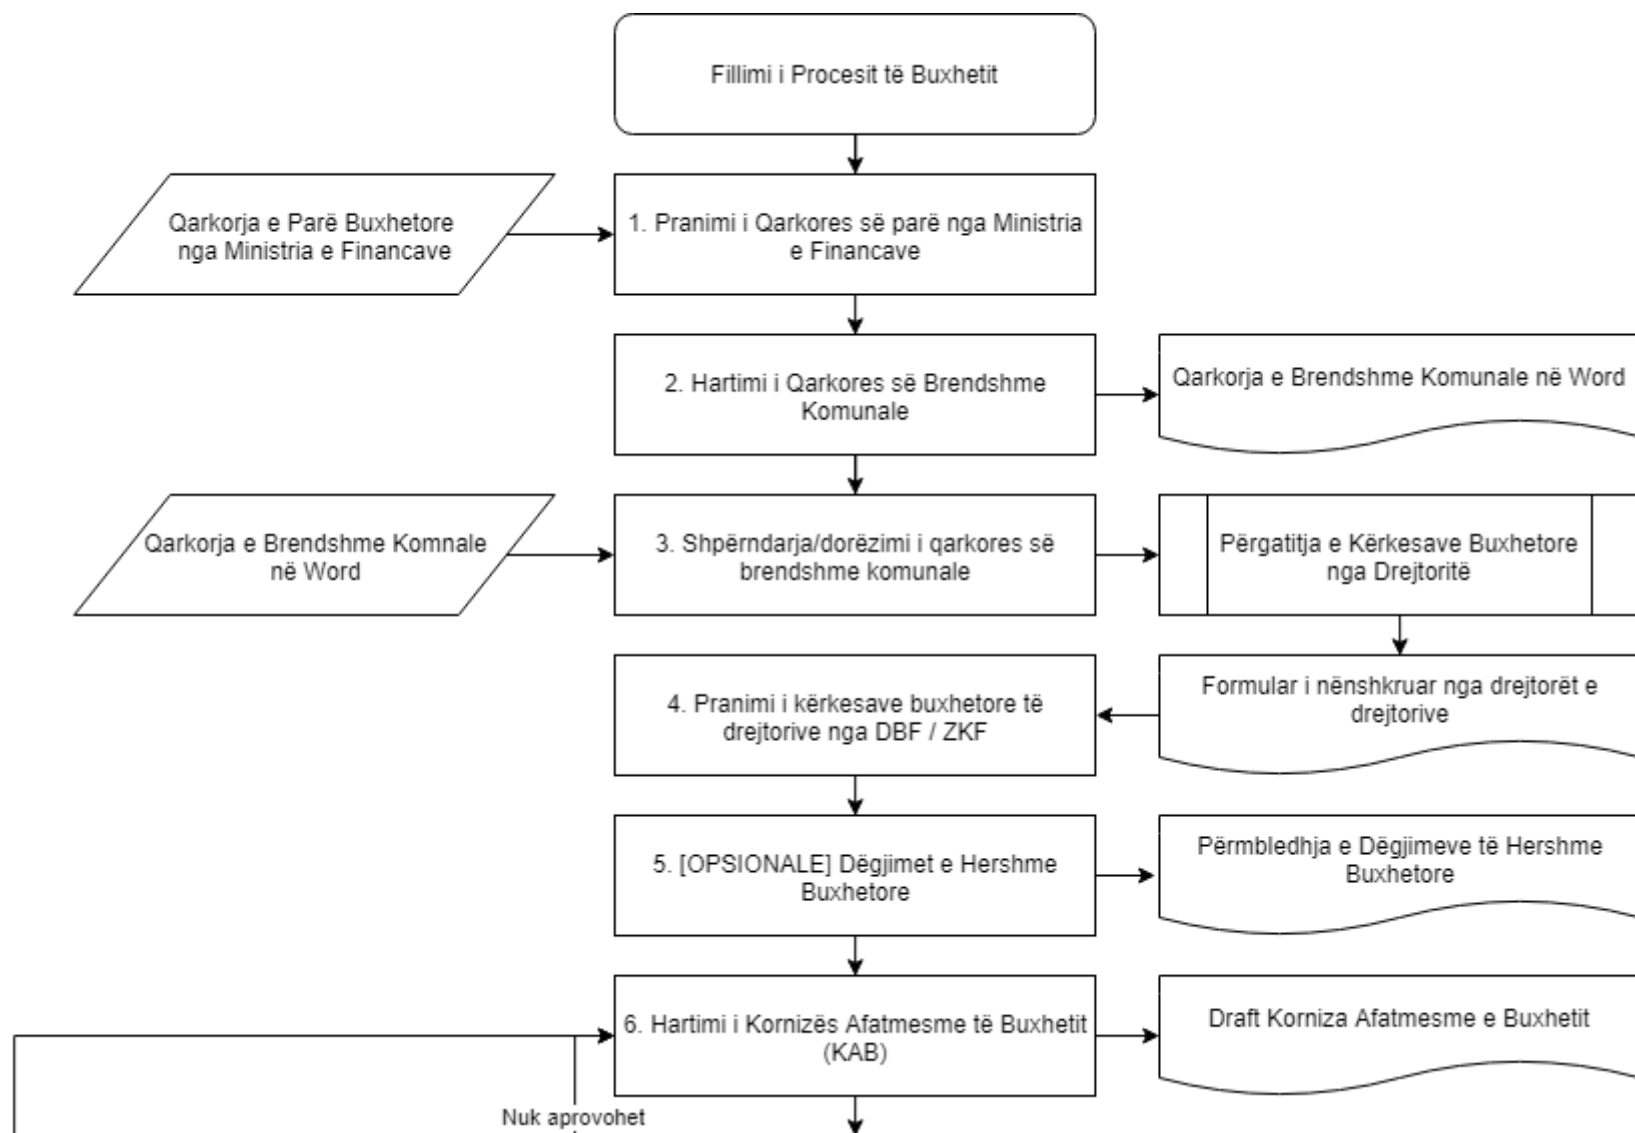 Fillimi i Procesit të Buxhetit
Qarkorja e Parë Buxhetore
nga Ministria e Financave
1. Pranimi i Qarkores së parë nga Ministria
e Financave
2. Hartimi i Qarkores së Brendshme
Komunale
Qarkorja e Brendshme Komunale në Word
Qarkorja e Brendshme Komnale
në Word
3. Shpërndarja/dorëzimi i qarkores së
brendshme komunale
Përgatitja e Kërkesave Buxhetore
nga Drejtoritë
4. Pranimi i kërkesave buxhetore të
drejtorive nga DBF / ZKF
Formular i nënshkruar nga drejtorët e
drejtorive
5. [OPSIONALE] Dëgjimet e Hershme
Buxhetore
Përmbledhja e Dëgjimeve të Hershme
Buxhetore
6. Hartimi i Kornizës Afatmesme të Buxhetit
(KAB)
Draft Korniza Afatmesme e Buxhetit
Nuk aprovohet